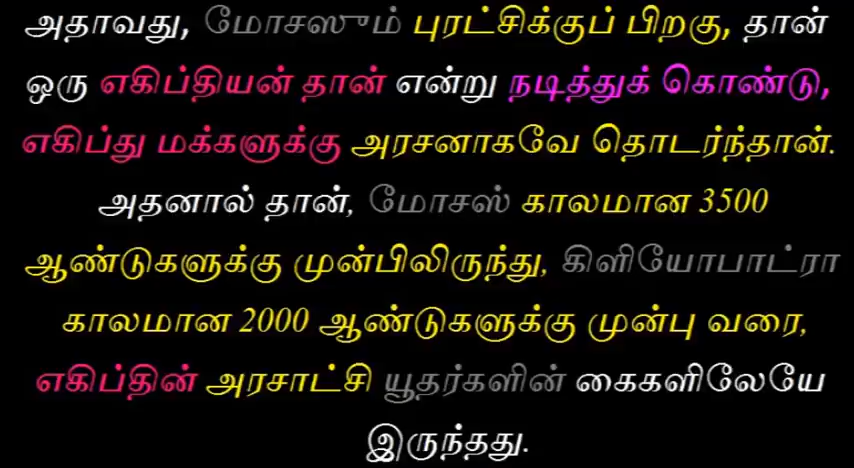 அதாவது, மோசஸும் புரட்சிக்குப் பிறகு, தான்
ஒரு எகிப்தியன் தான் என்று நடித்துக் கொண்டு,
எகிப்து மக்களுக்கு அரசனாகவே தொடர்ந்தான்.
அதனால் தான், மோசஸ் காலமான 3500
ஆண்டுகளுக்கு முன்பிலிருந்து, கிளியோபாட்ரா
காலமான 2000 ஆண்டுகளுக்கு முன்பு வரை,
எகிப்தின் அரசாட்சி யூதர்களின் கைகளிலேயே
இருந்தது.